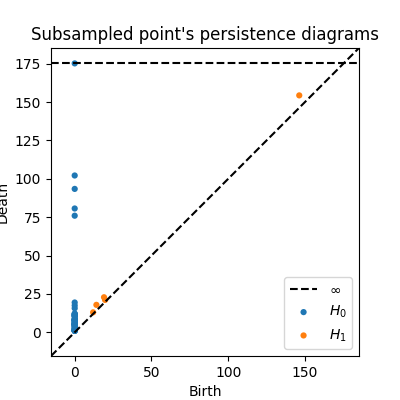 Subsampled point's persistence diagrams
175
150
125
100
75
50
25
0
Death
0
50
100
150
Birth
∞
H₀
H₁